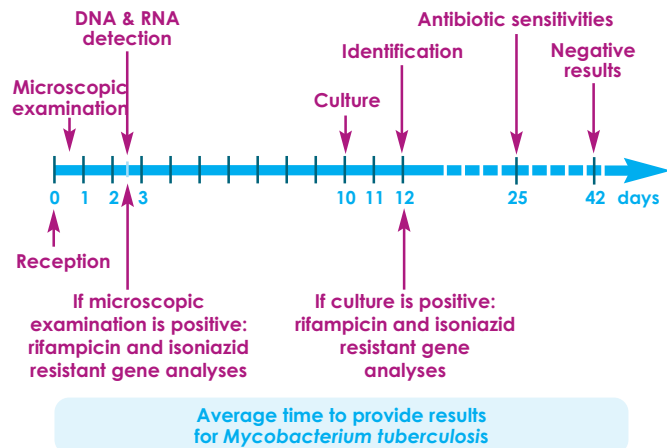 DNA & RNA
detection
Antibiotic sensitivities
Identification
Negative
results
Microscopic
examination
Culture
0 1 2 3 10 11 12 25 42 days
Reception
If microscopic
examination is positive:
rifampicin and isoniazid
resistant gene analyses
If culture is positive:
rifampicin and isoniazid
resistant gene
analyses
Average time to provide results
for Mycobacterium tuberculosis